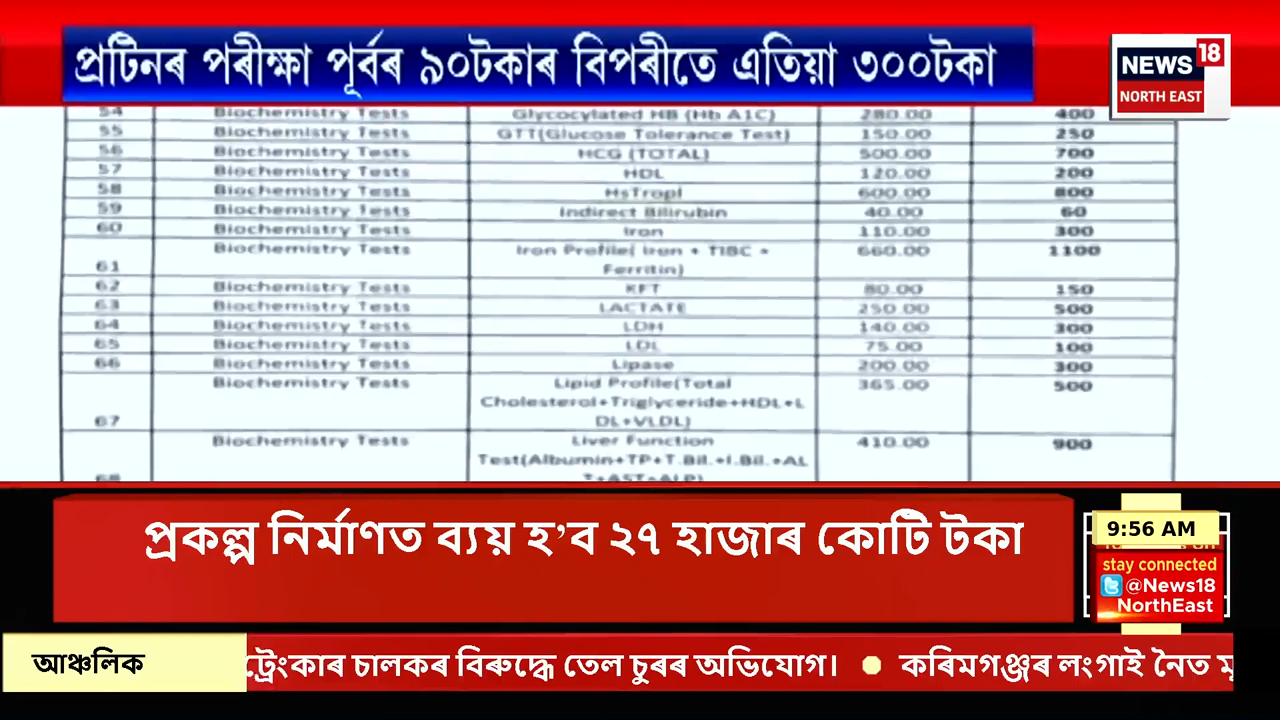 প্ৰটিনৰ পৰীক্ষা পূৰ্বৰ ৯০টকাৰ বিপৰীতে এতিয়া ৩০০টকা
NEWS 18
NORTH EAST
54 Biochemistry Tests Glycocylated HB (Hb A1C) 280.00 400
55 Biochemistry Tests GTT(Glucose Tolerance Test) 150.00 250
56 Biochemistry Tests HCG (TOTAL) 500.00 700
57 Biochemistry Tests HDL 120.00 200
58 Biochemistry Tests HsTropI 600.00 800
59 Biochemistry Tests Indirect Bilirubin 40.00 60
60 Biochemistry Tests Iron 110.00 300
Biochemistry Tests Iron Profile( Iron + TIBC + 660.00 1100
61 Ferritin)
62 Biochemistry Tests KFT 80.00 150
63 Biochemistry Tests LACTATE 250.00 500
64 Biochemistry Tests LDH 140.00 300
65 Biochemistry Tests LDL 75.00 100
66 Biochemistry Tests Lipase 200.00 300
Biochemistry Tests Lipid Profile(Total 365.00 500
Cholesterol+Triglyceride+HDL+L
67 DL+VLDL)
Biochemistry Tests Liver Function 410.00 900
Test(Albumin+TP+T.Bil.+I.Bil.+AL
68 T+AST+ALP)
প্ৰকল্প নিৰ্মাণত ব্যয় হ'ব ২৭ হাজাৰ কোটি টকা
9:56 AM
stay connected
@News18
NorthEast
আঞ্চলিক
ট্ৰেংকাৰ চালকৰ বিৰুদ্ধে তেল চুৰৰ অভিযোগ। ● কৰিমগঞ্জৰ লংগাই নৈত